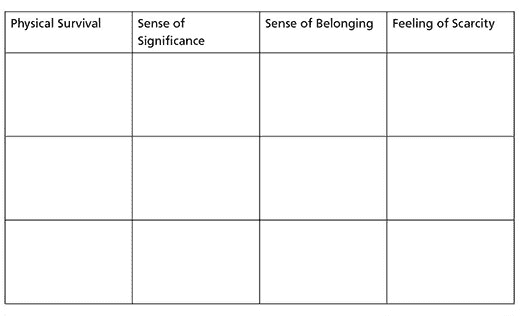 Physical Survival
Sense of
Significance
Sense of Belonging
Feeling of Scarcity